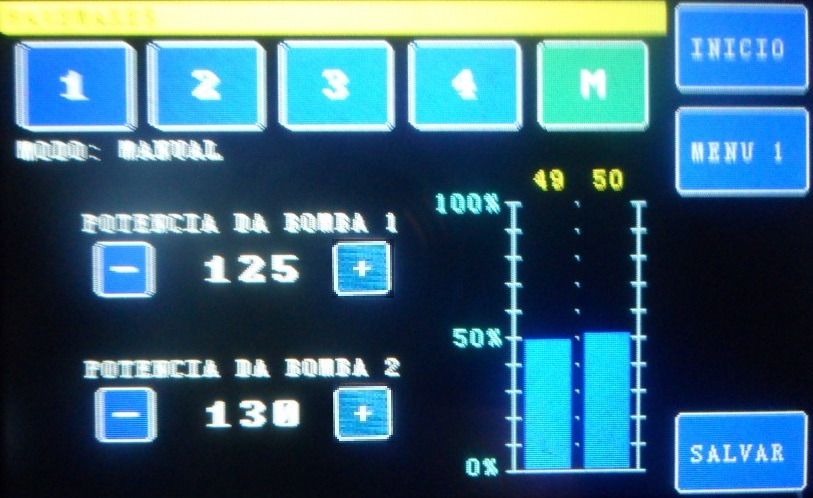 INICIO
1 2 3 4 M
MODO: MANUAL
MENU 1
49 50
100%
POTENCIA DA BOMBA 1
- 125 +
50%
POTENCIA DA BOMBA 2
- 130 +
0%
SALVAR